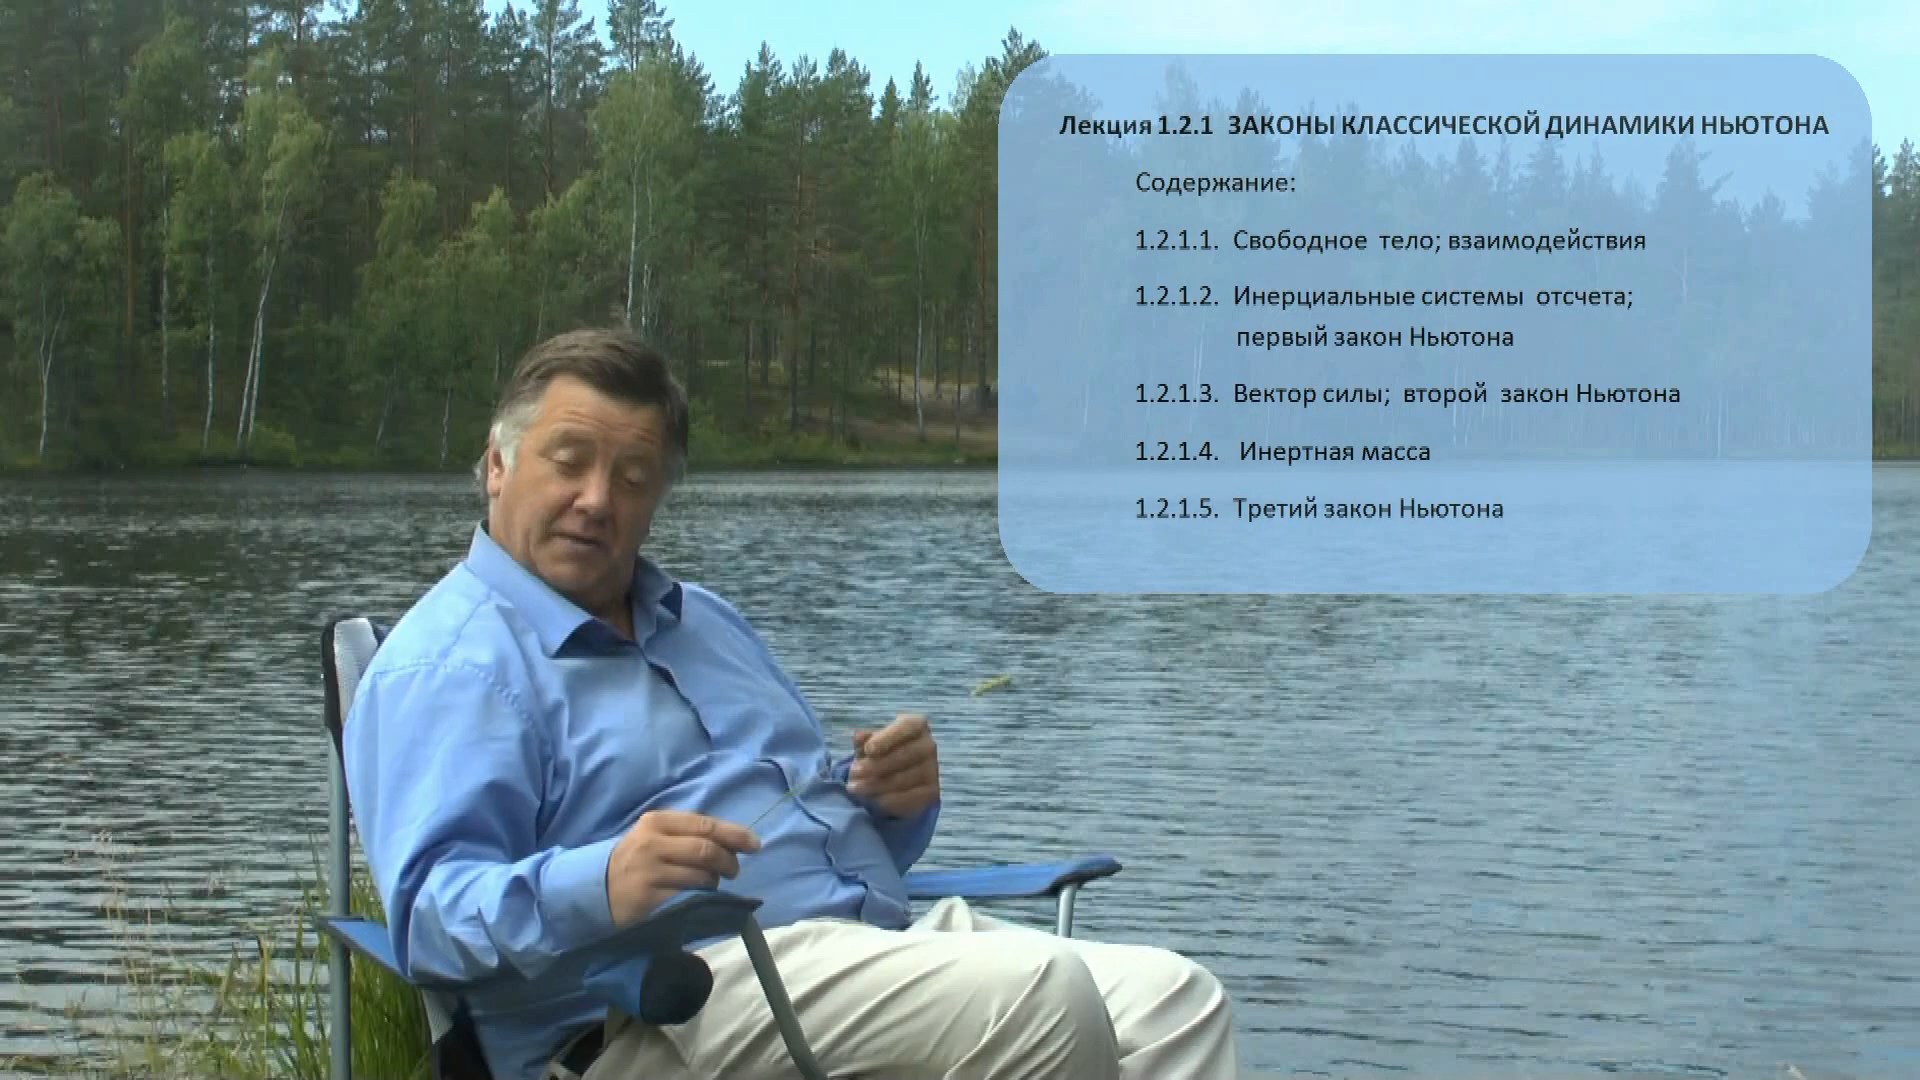 Лекция 1.2.1 ЗАКОНЫ КЛАССИЧЕСКОЙ ДИНАМИКИ НЬЮТОНА
Содержание:
1.2.1.1. Свободное тело; взаимодействия
1.2.1.2. Инерциальные системы отсчета;
первый закон Ньютона
1.2.1.3. Вектор силы; второй закон Ньютона
1.2.1.4. Инертная масса
1.2.1.5. Третий закон Ньютона